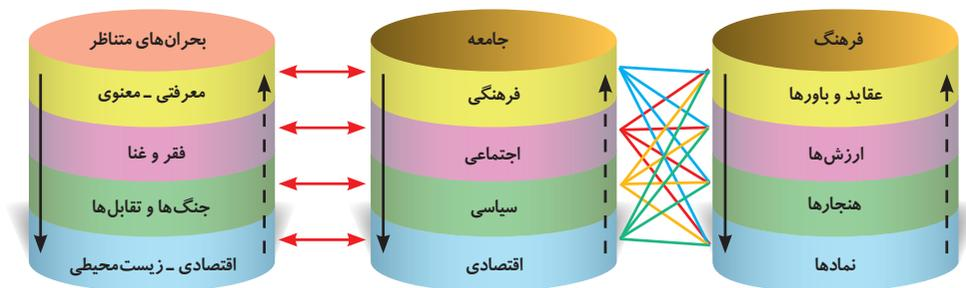 فرهنگ
عقاید و باورها
ارزش‌ها
هنجارها
نمادها
جامعه
فرهنگی
اجتماعی
سیاسی
اقتصادی
بحران‌های متناظر
معرفتی ـ معنوی
فقر و غنا
جنگ‌ها و تقابل‌ها
اقتصادی ـ زیست‌محیطی